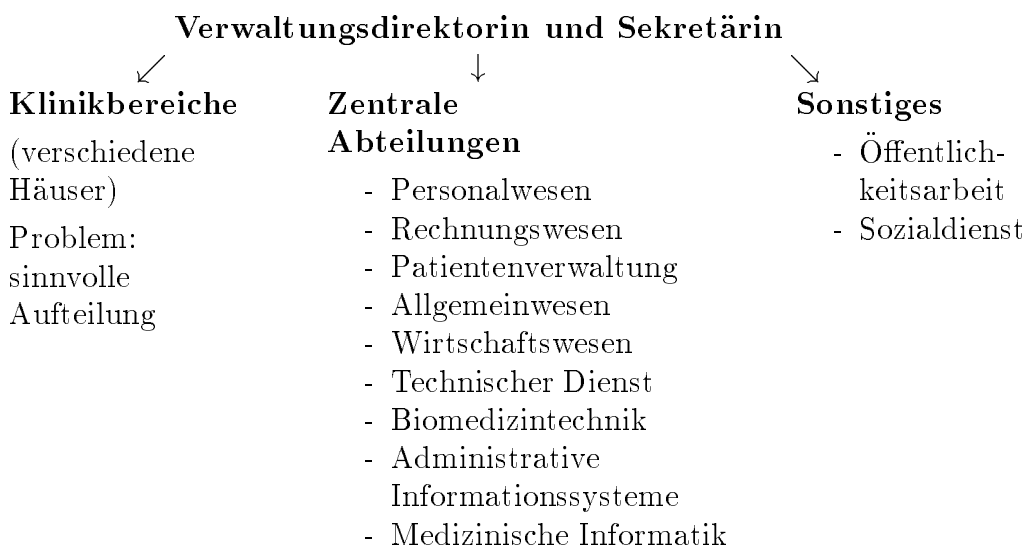 Verwaltungsdirektorin und Sekretärin
↙ ↓ ↘
Klinikbereiche
(verschiedene
Häuser)
Problem:
sinnvolle
Aufteilung
Zentrale
Abteilungen
- Personalwesen
- Rechnungswesen
- Patientenverwaltung
- Allgemeinwesen
- Wirtschaftswesen
- Technischer Dienst
- Biomedizintechnik
- Administrative
Informationssysteme
- Medizinische Informatik
Sonstiges
- Öffentlich-
keitsarbeit
- Sozialdienst